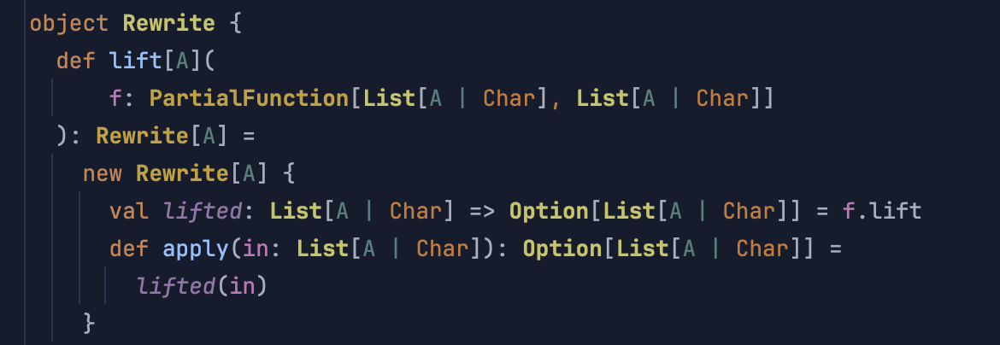 object Rewrite {
  def lift[A](
      f: PartialFunction[List[A | Char], List[A | Char]]
  ): Rewrite[A] =
    new Rewrite[A] {
      val lifted: List[A | Char] => Option[List[A | Char]] = f.lift
      def apply(in: List[A | Char]): Option[List[A | Char]] =
        lifted(in)
    }